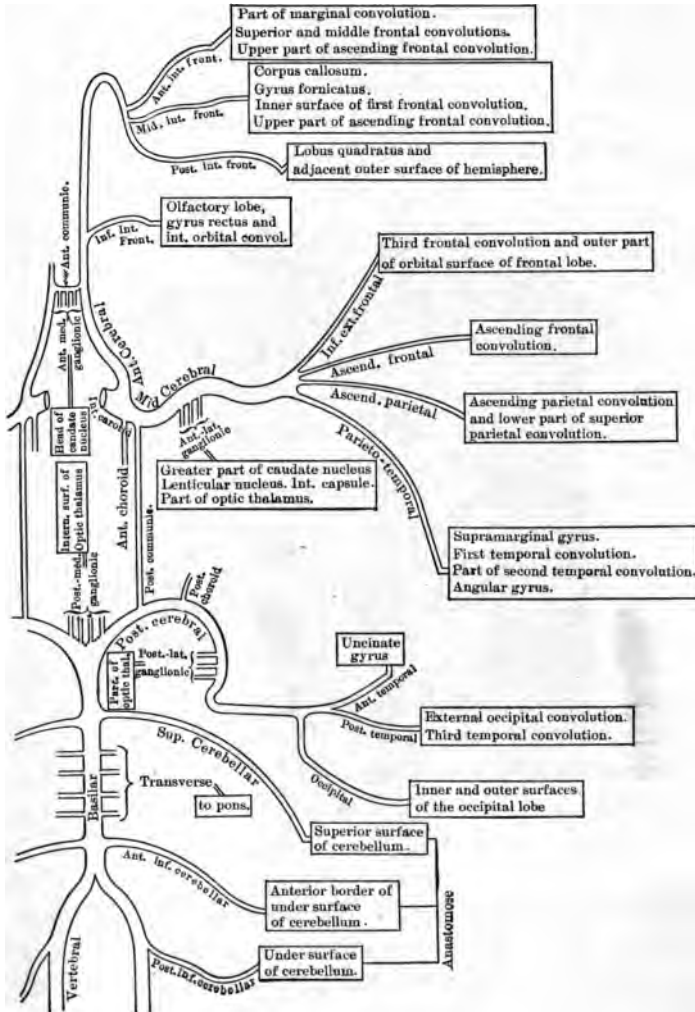 Part of marginal convolution.
Superior and middle frontal convolutions.
Upper part of ascending frontal convolution.
Ant. int. front.
Corpus callosum.
Gyrus fornicatus.
Inner surface of first frontal convolution.
Upper part of ascending frontal convolution.
Mid. int. front.
Post. int. front.
Lobus quadratus and
adjacent outer surface of hemisphere.
Ant. communic.
Inf. int.
Front.
Olfactory lobe,
gyrus rectus and
int. orbital convol.
Third frontal convolution and outer part
of orbital surface of frontal lobe.
Inf. ext. frontal
Ant. Cerebral
Ant. med.
ganglionic
Mid. Cerebral
Ascend. frontal
Ascending frontal
convolution.
Ascend. parietal
Ascending parietal convolution
and lower part of superior
parietal convolution.
Head of
caudate
nucleus
Int.
carotid
Ant.-lat.
ganglionic
Greater part of caudate nucleus
Lenticular nucleus. Int. capsule.
Part of optic thalamus.
Parieto-temporal
Supramarginal gyrus.
First temporal convolution.
Part of second temporal convolution.
Angular gyrus.
Intern. surf. of
Optic thalamus
Ant. choroid
Post. communic.
Post.-med.
ganglionic
Post.
choroid
Post. cerebral
Part. of
optic thal.
Post.-lat.
ganglionic
Uncinate
gyrus
Ant. temporal
Post. temporal
External occipital convolution.
Third temporal convolution.
Sup. Cerebellar
Occipital
Inner and outer surfaces
of the occipital lobe
Basilar
Transverse
to pons.
Superior surface
of cerebellum.
Ant. inf. cerebellar
Anterior border of
under surface
of cerebellum.
Anastomose
Vertebral
Post. inf. cerebellar
Under surface
of cerebellum.